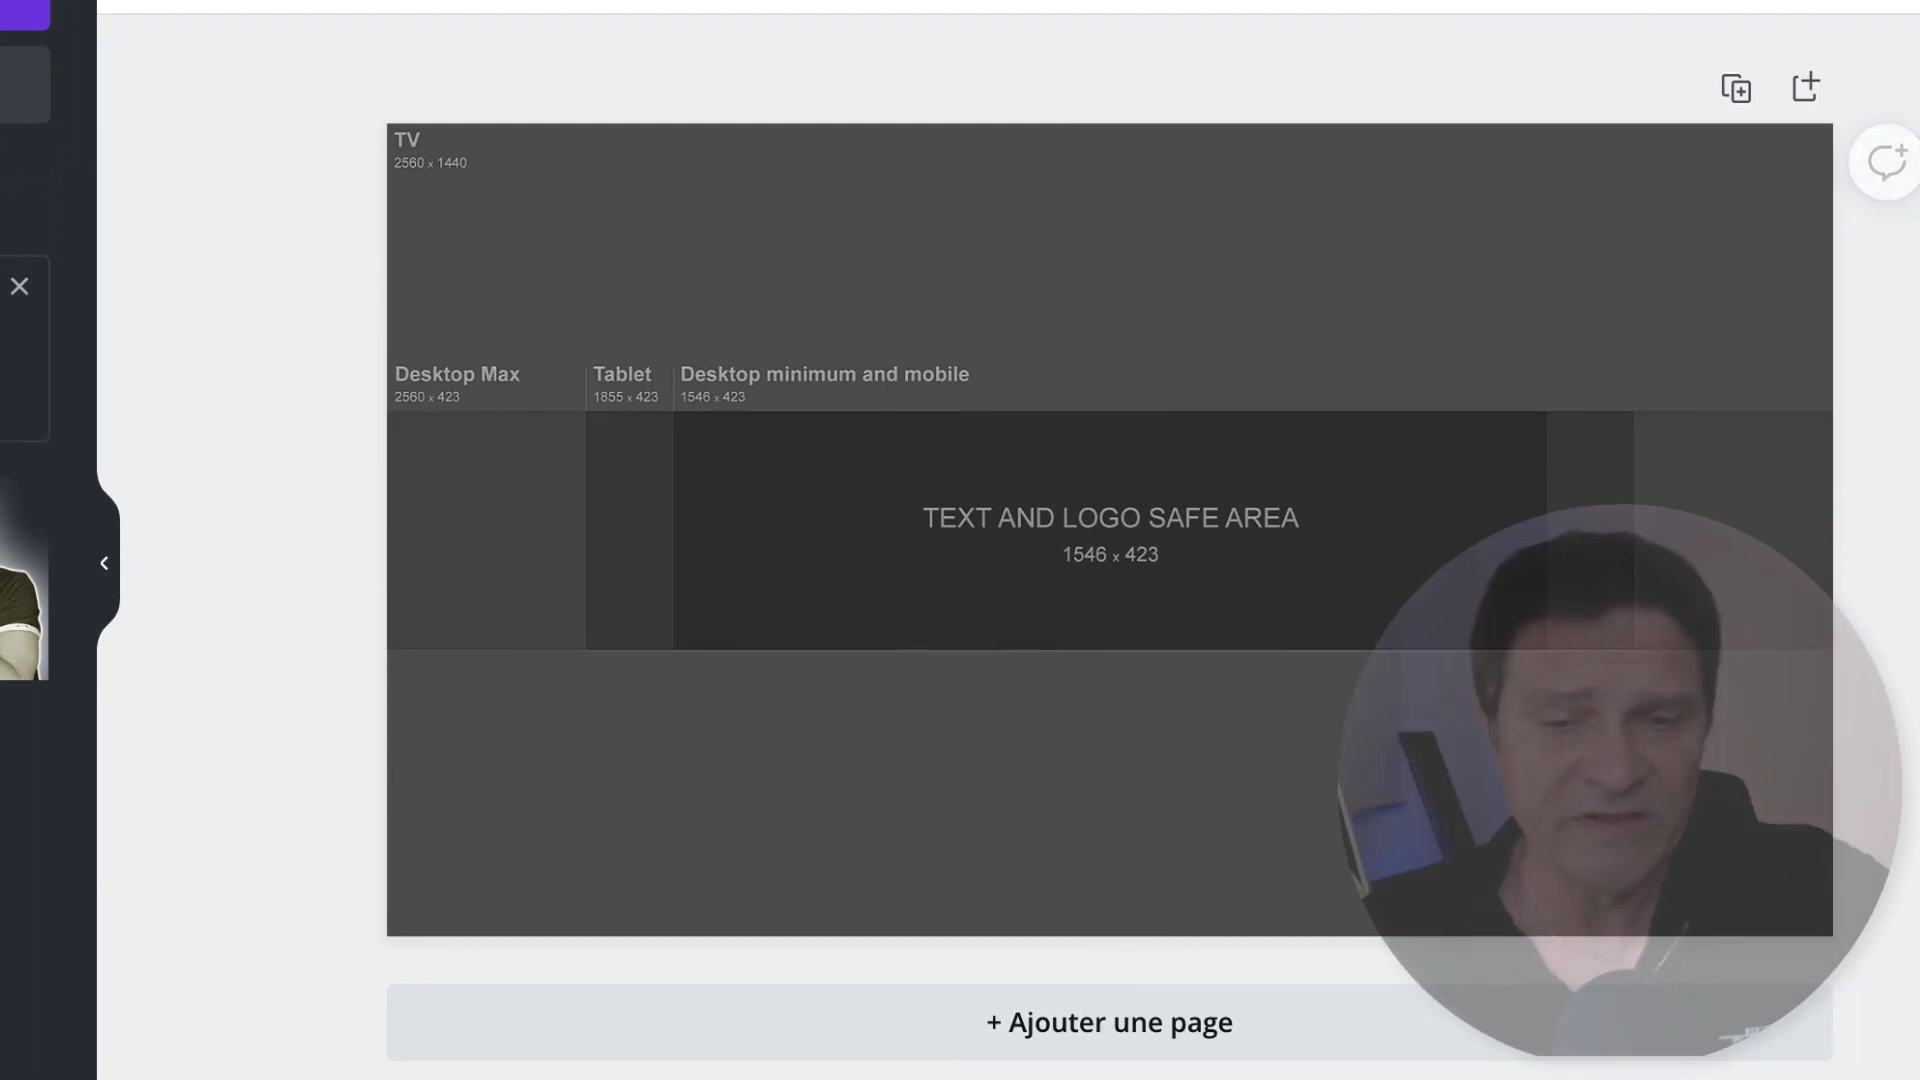 TV
2560 x 1440
Desktop Max
2560 x 423
Tablet
1855 x 423
Desktop minimum and mobile
1546 x 423
TEXT AND LOGO SAFE AREA
1546 x 423
+ Ajouter une page